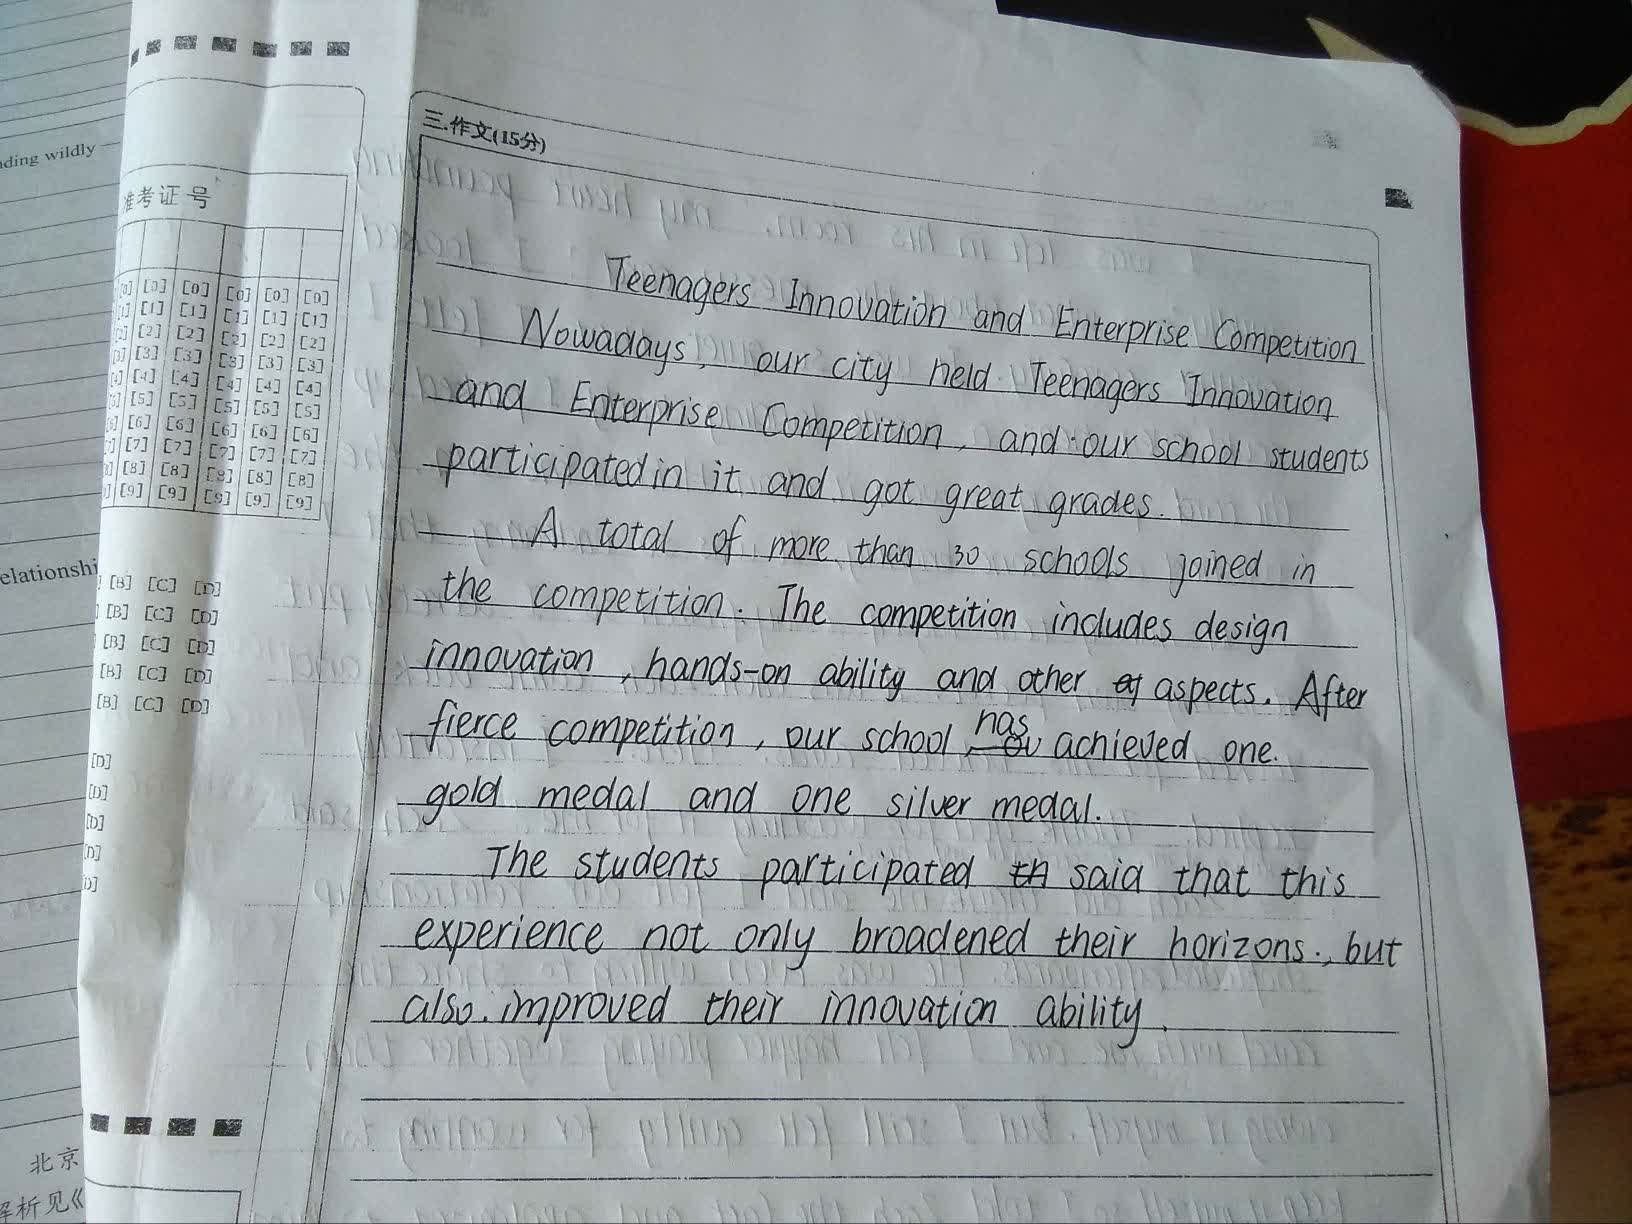 nding wildly —
准考证号
[0] [0] [0] [0] [0] [0]
[1] [1] [1] [1] [1] [1]
[2] [2] [2] [2] [2] [2]
[3] [3] [3] [3] [3] [3]
[4] [4] [4] [4] [4] [4]
[5] [5] [5] [5] [5] [5]
[6] [6] [6] [6] [6] [6]
[7] [7] [7] [7] [7] [7]
[8] [8] [8] [8] [8] [8]
[9] [9] [9] [9] [9] [9]
elationshi
[B] [C] [D]
[B] [C] [D]
[B] [C] [D]
[B] [C] [D]
[B] [C] [D]
[D]
[D]
[D]
[D]
[D]
北京
解析见《
三.作文(15分)
Teenagers Innovation and Enterprise Competition
Nowadays, our city held Teenagers Innovation
and Enterprise Competition, and our school students
participated in it and got great grades.
A total of more than 30 schools joined in
the competition. The competition includes design
innovation, hands-on ability and other aspects. After
fierce competition, our school has achieved one
gold medal and one silver medal.
The students participated said that this
experience not only broadened their horizons., but
also improved their innovation ability.